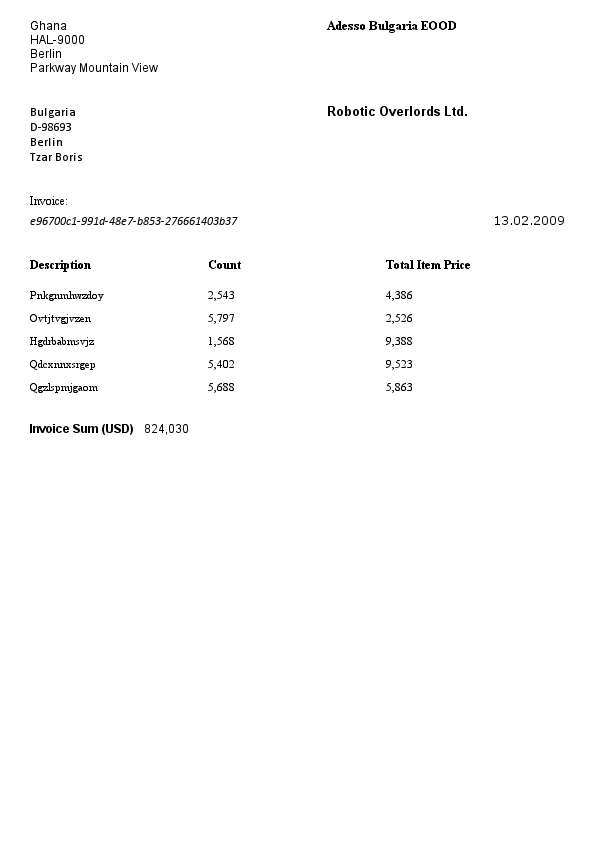 Ghana
Adesso Bulgaria EOOD
HAL-9000
Berlin
Parkway Mountain View
Bulgaria
Robotic Overlords Ltd.
D-98693
Berlin
Tzar Boris
Invoice:
e96700c1-991d-48e7-b853-276661403b37 13.02.2009
Description Count Total Item Price
Pnkgnmhwzdoy 2,543 4,386
Ovtjtvgjvzen 5,797 2,526
Hgdrbabmsvjz 1,568 9,388
Qdcxnnxsrgep 5,402 9,523
Qgzlspmjgaom 5,688 5,863
Invoice Sum (USD) 824,030